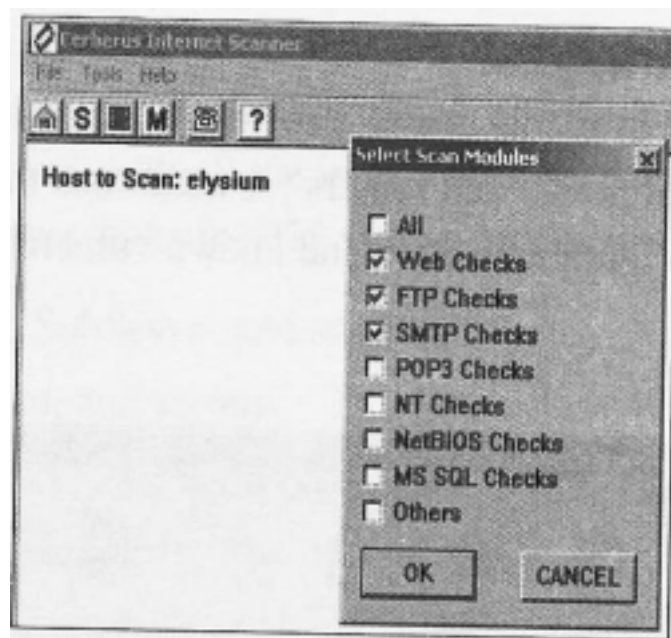 Cerberus Internet Scanner
File Tools Help
S M ?
Host to Scan: elysium
Select Scan Modules
All
Web Checks
FTP Checks
SMTP Checks
POP3 Checks
NT Checks
NetBIOS Checks
MS SQL Checks
Others
OK CANCEL